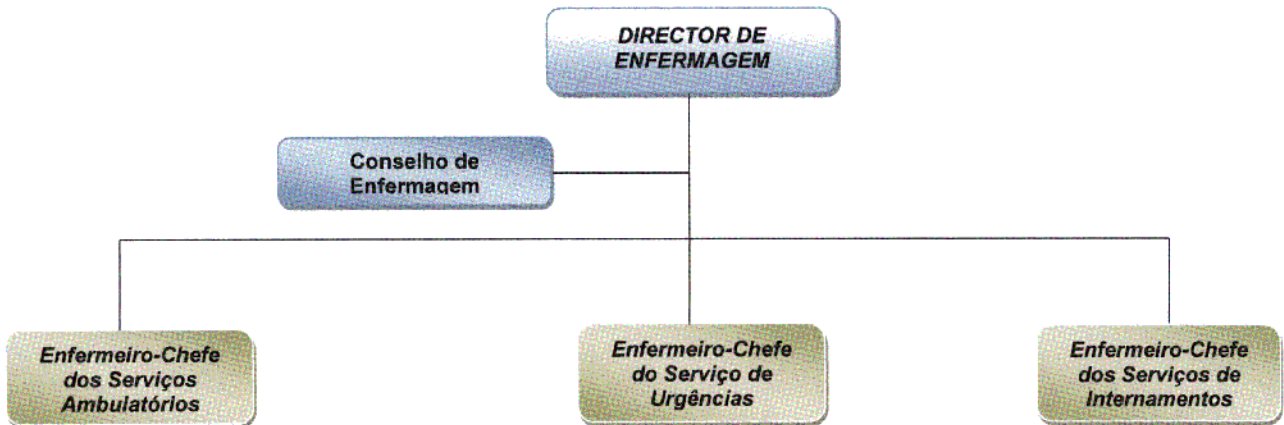 DIRECTOR DE
ENFERMAGEM
Conselho de
Enfermagem
Enfermeiro-Chefe
dos Serviços
Ambulatórios
Enfermeiro-Chefe
do Serviço de
Urgências
Enfermeiro-Chefe
dos Serviços de
Internamentos